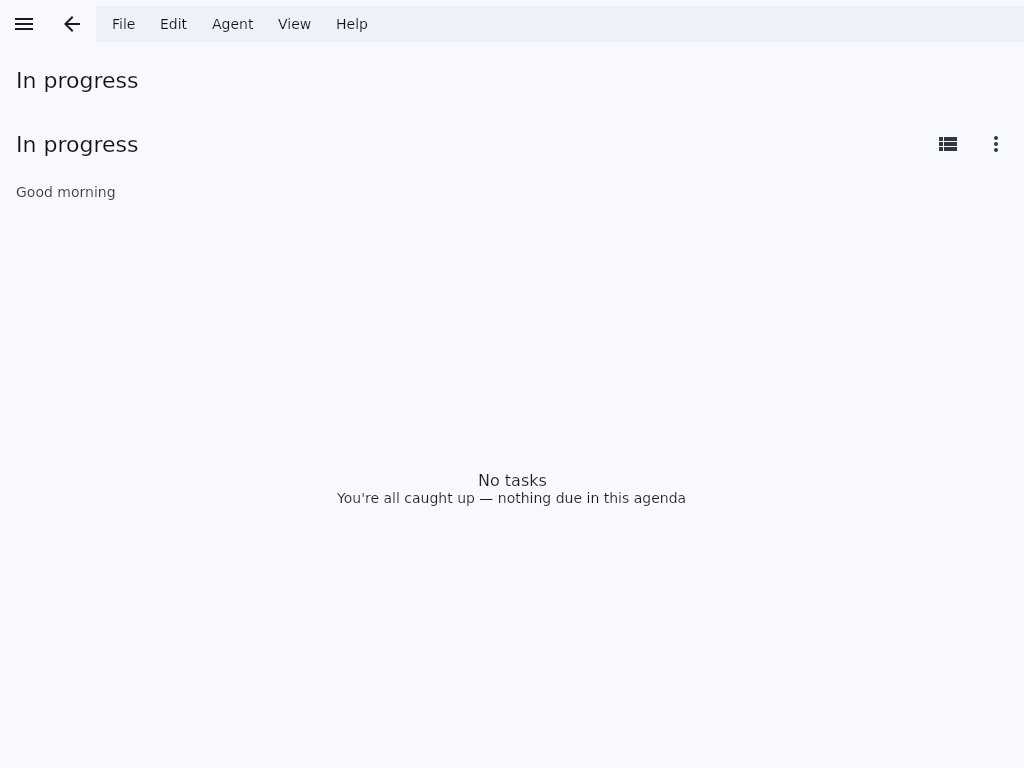 File Edit Agent View Help
In progress
In progress
Good morning
No tasks
You're all caught up — nothing due in this agenda